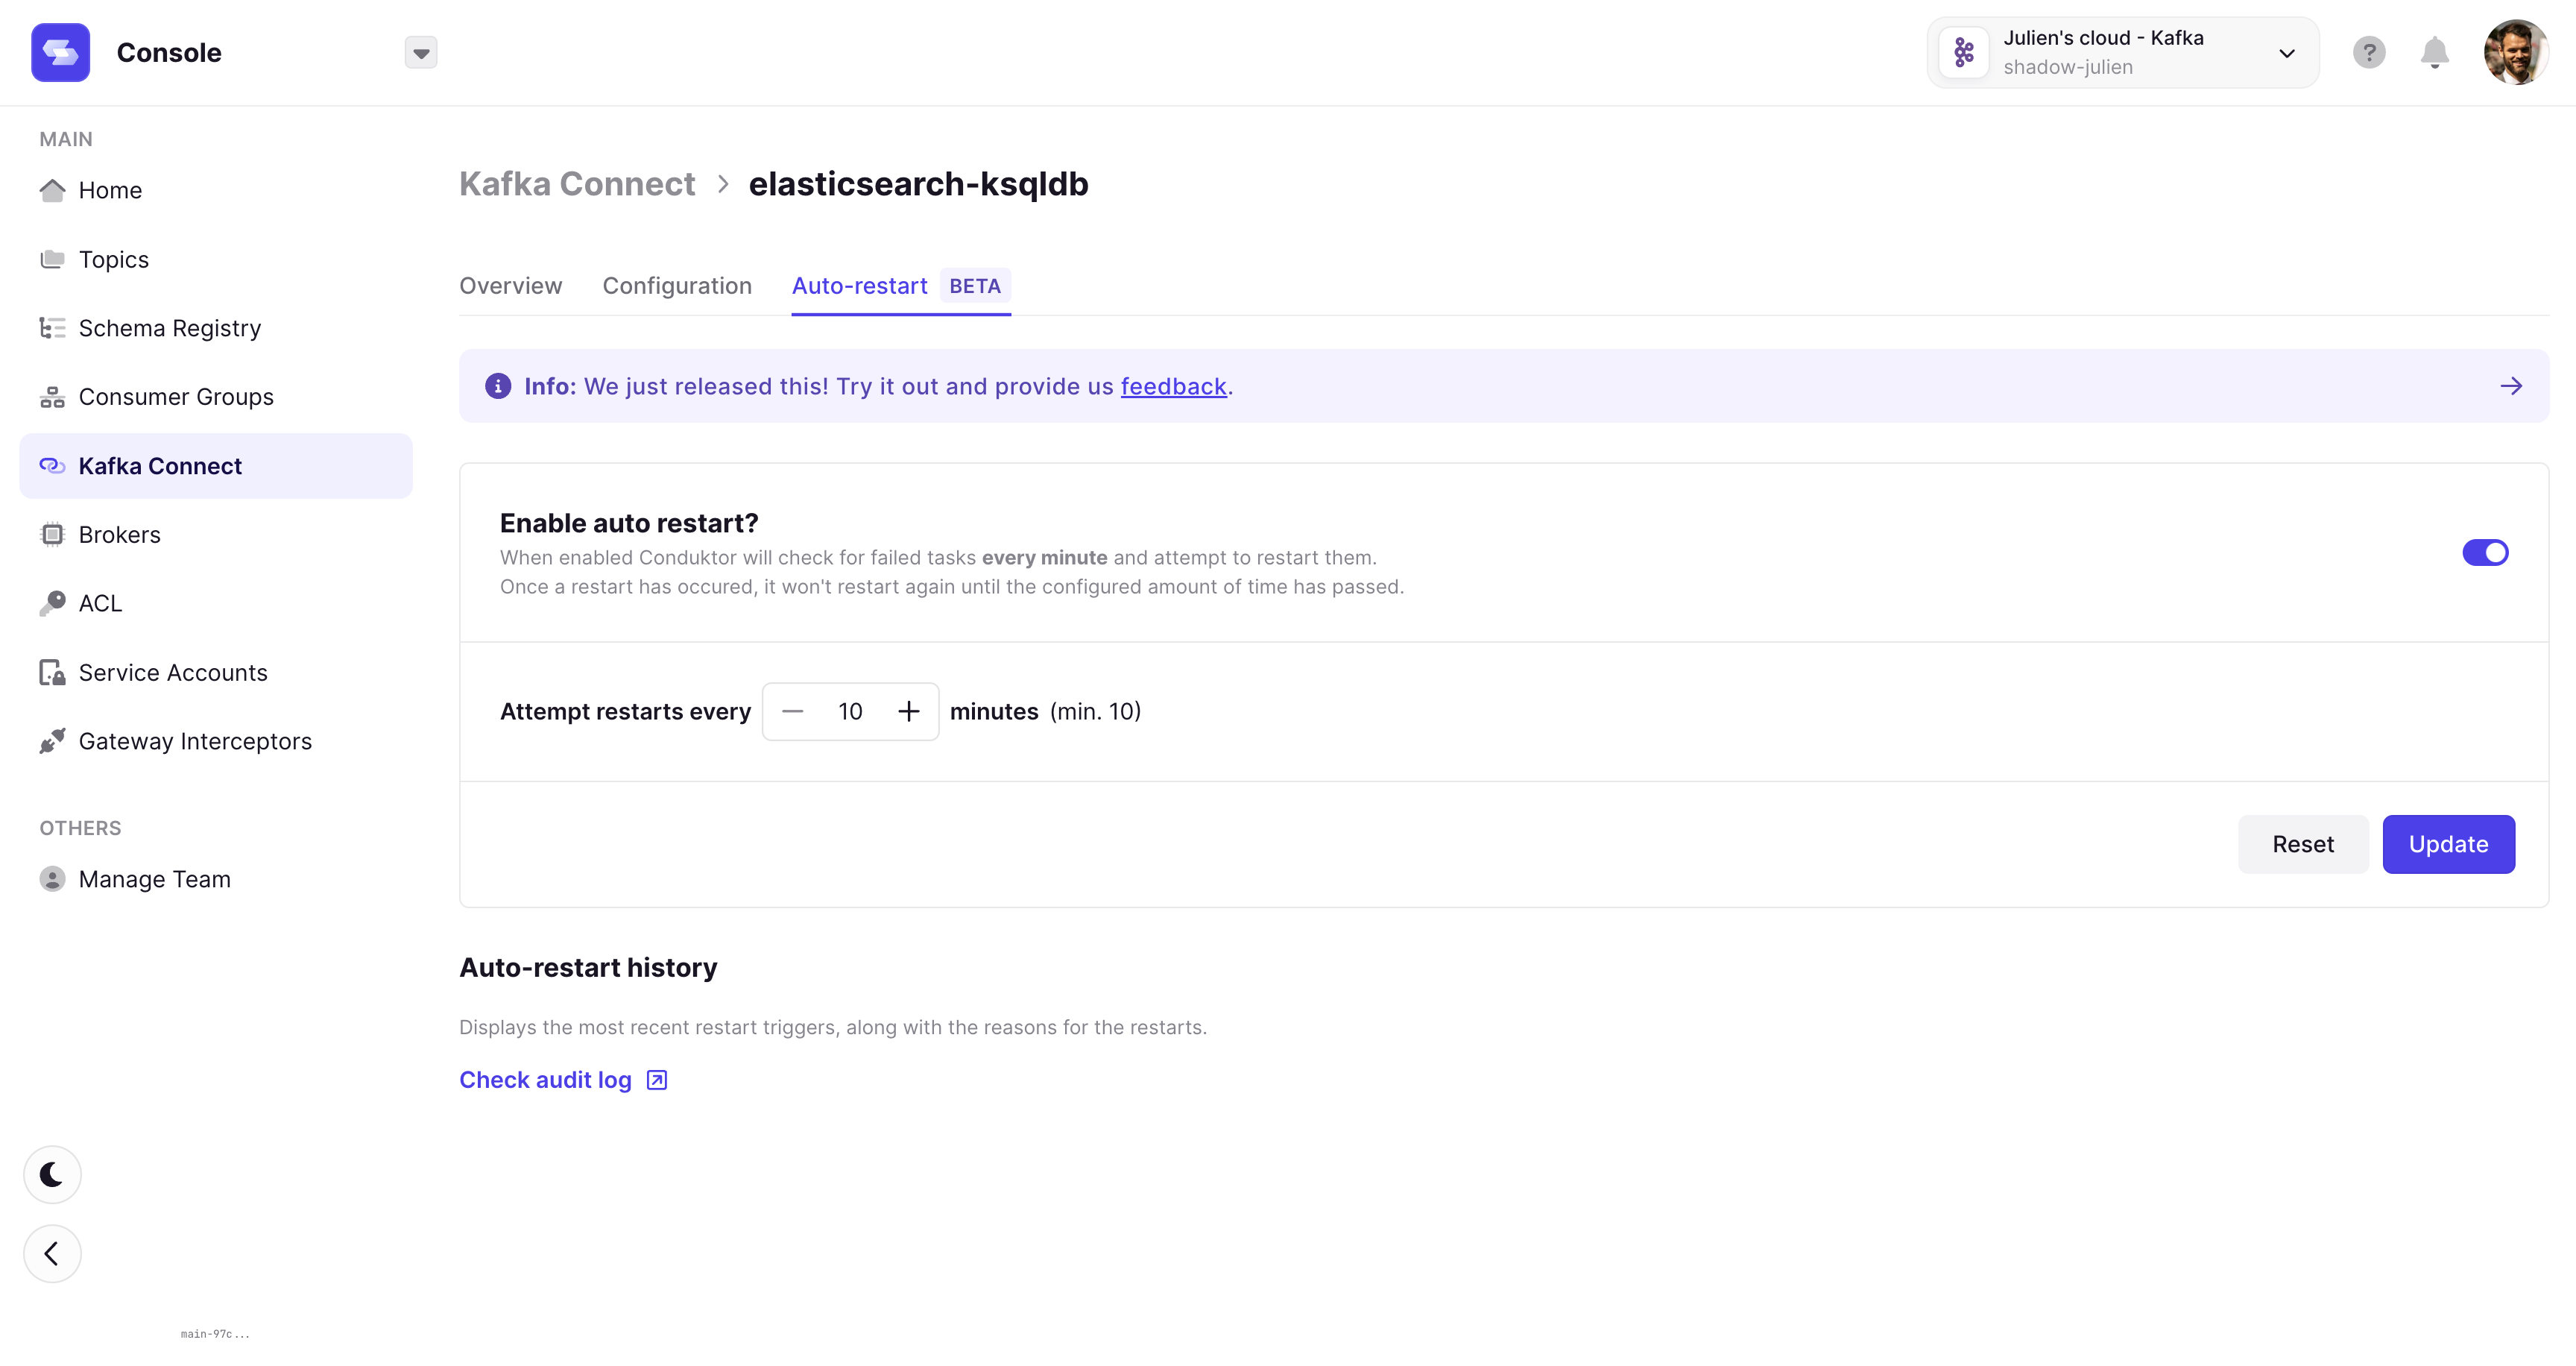 Console
Julien's cloud - Kafka
shadow-julien
?
MAIN
Home
Topics
Schema Registry
Consumer Groups
Kafka Connect
Brokers
ACL
Service Accounts
Gateway Interceptors
OTHERS
Manage Team
main-97c...
Kafka Connect > elasticsearch-ksqldb
Overview Configuration Auto-restart BETA
Info: We just released this! Try it out and provide us feedback.
Enable auto restart?
When enabled Conduktor will check for failed tasks every minute and attempt to restart them.
Once a restart has occured, it won't restart again until the configured amount of time has passed.
Attempt restarts every 10 minutes (min. 10)
Reset Update
Auto-restart history
Displays the most recent restart triggers, along with the reasons for the restarts.
Check audit log